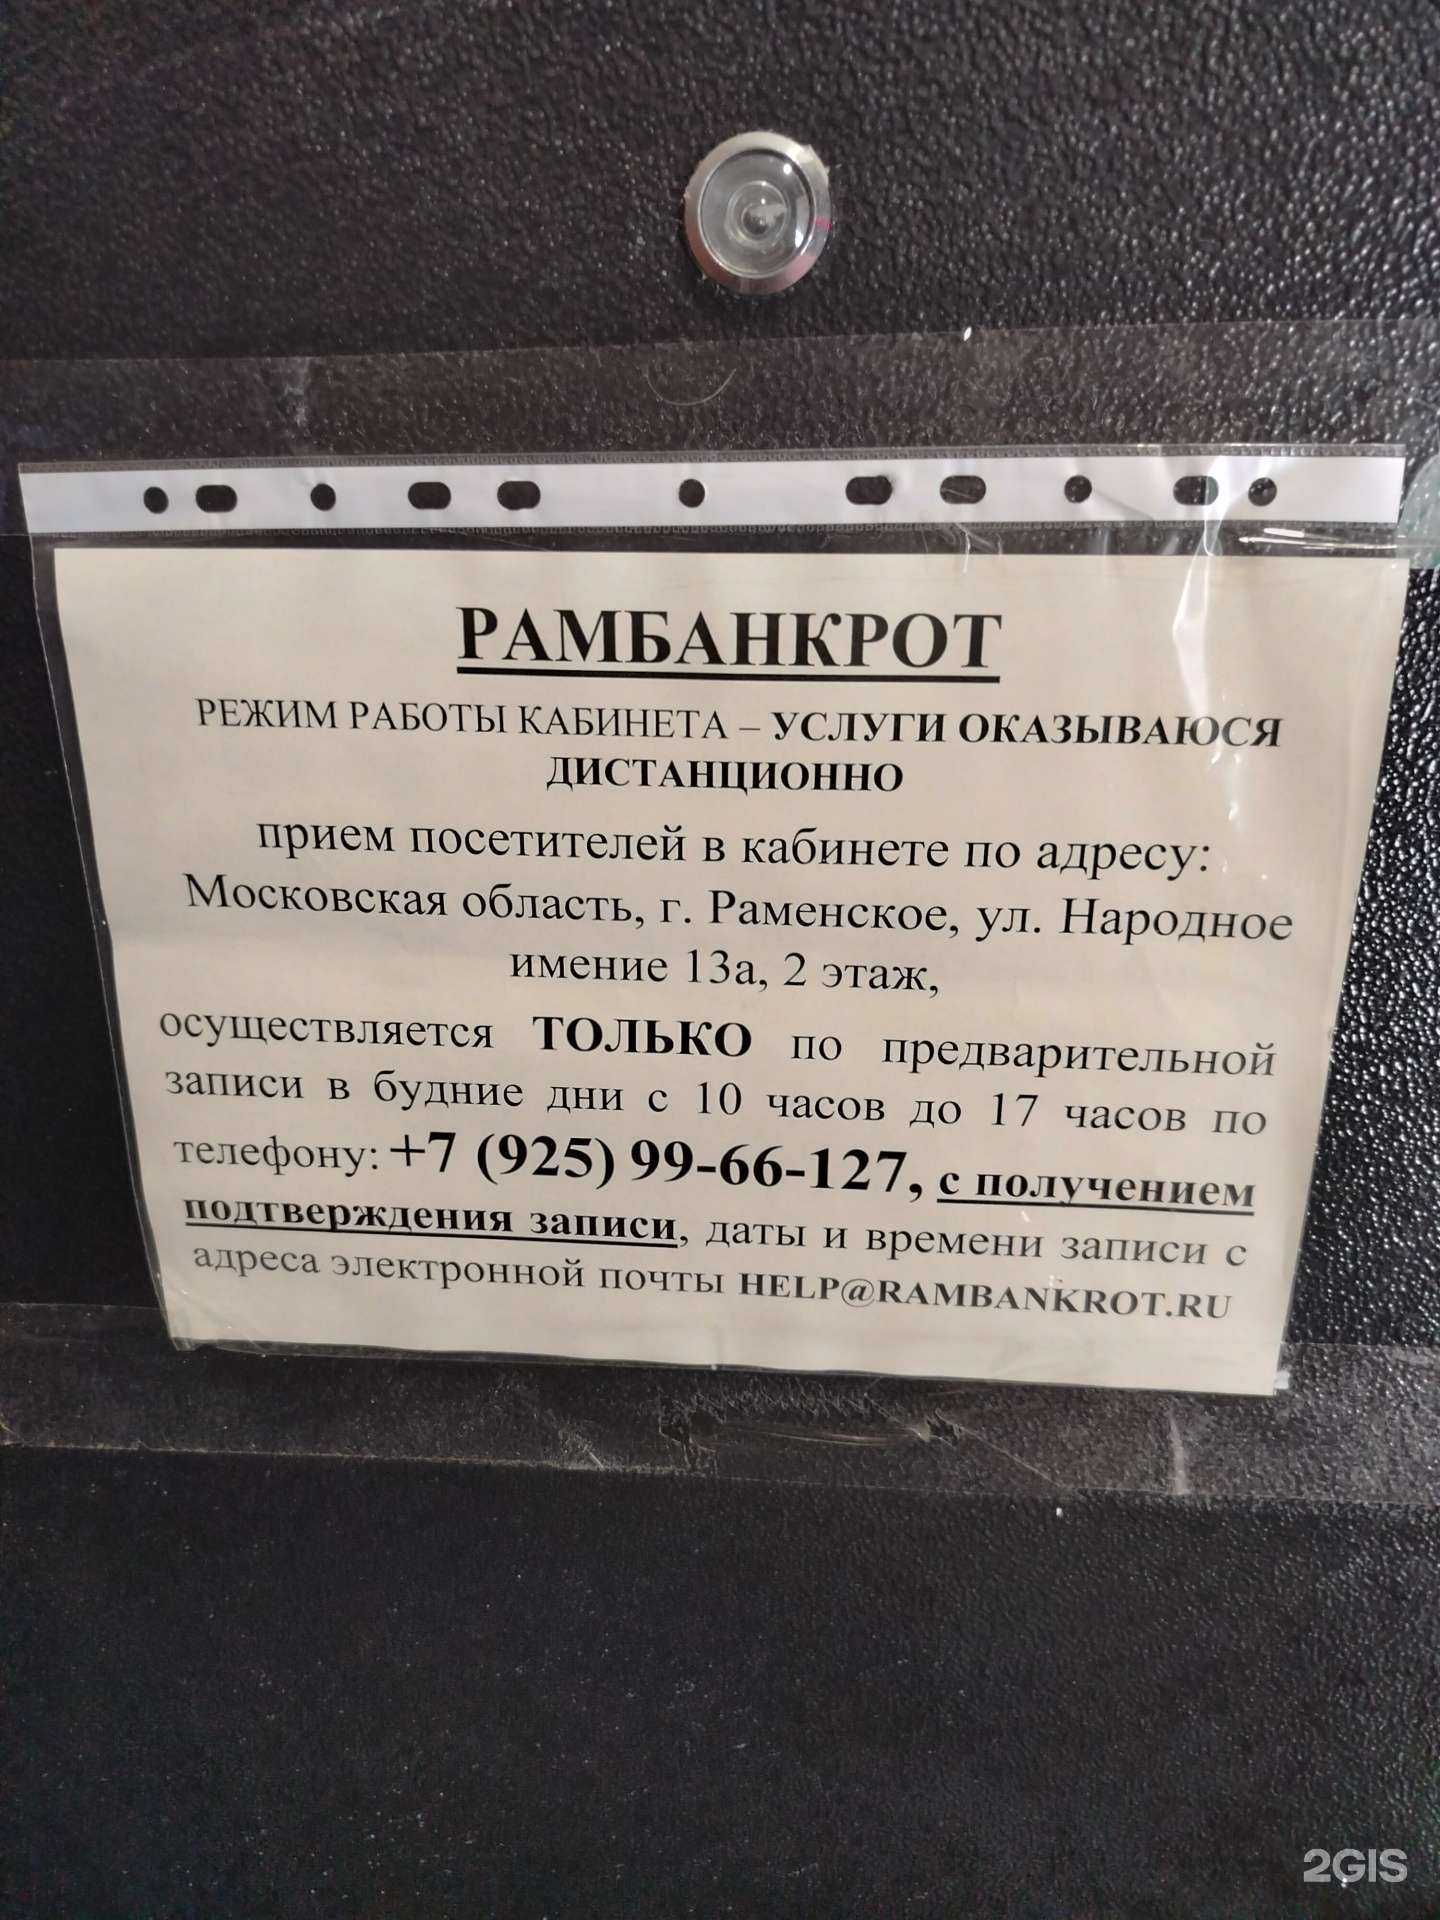 РАМБАНКРОТ
РЕЖИМ РАБОТЫ КАБИНЕТА – УСЛУГИ ОКАЗЫВАЮСЯ
ДИСТАНЦИОННО
прием посетителей в кабинете по адресу:
Московская область, г. Раменское, ул. Народное
имение 13а, 2 этаж,
осуществляется ТОЛЬКО по предварительной
записи в будние дни с 10 часов до 17 часов по
телефону: +7 (925) 99-66-127, с получением
подтверждения записи, даты и времени записи с
адреса электронной почты HELP@RAMBANKROT.RU
2GIS